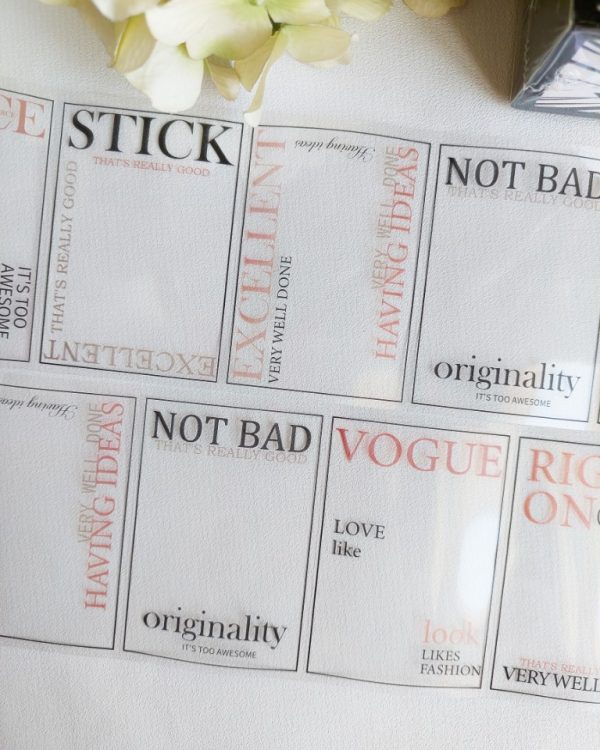 CE
IT'S TOO
AWESOME
STICK
THAT'S REALLY GOOD
THAT'S REALLY GOOD
EXCELLENT
EXCELLENT
VERY WELL DONE
Having ideas
VERY WELL DONE
HAVING IDEAS
NOT BAD
THAT'S REALLY GOOD
originality
IT'S TOO AWESOME
Having ideas
VERY WELL DONE
HAVING IDEAS
NOT BAD
THAT'S REALLY GOOD
originality
IT'S TOO AWESOME
VOGUE
LOVE
like
look
LIKES
FASHION
RIG
ON
THAT'S REALLY
VERY WELL